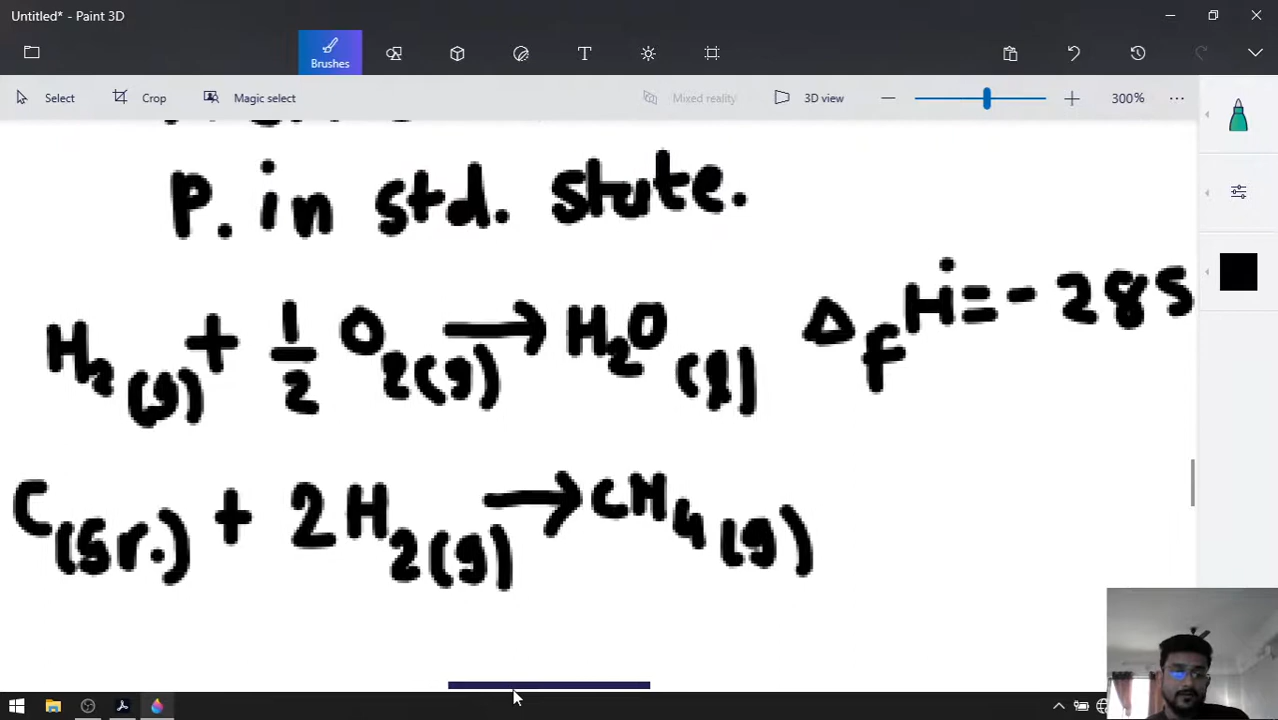 Untitled* - Paint 3D
Brushes
Select Crop Magic select Mixed reality 3D view 300%
P. in std. state.
H2(g) + 1/2 O2(g) → H2O (l) ΔfH° = - 285
C(gr.) + 2H2(g) → CH4(g)